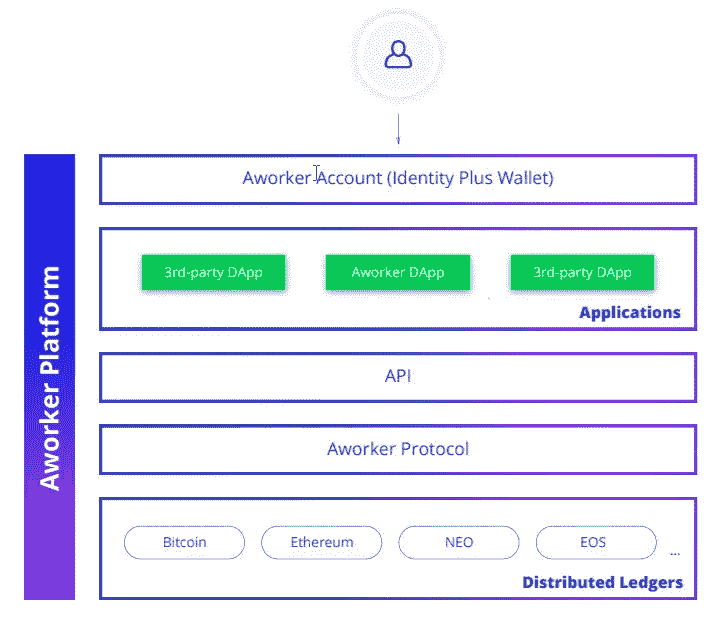 Aworker Platform
Aworker Account (Identity Plus Wallet)
3rd-party DApp
Aworker DApp
3rd-party DApp
Applications
API
Aworker Protocol
Bitcoin
Ethereum
NEO
EOS
...
Distributed Ledgers